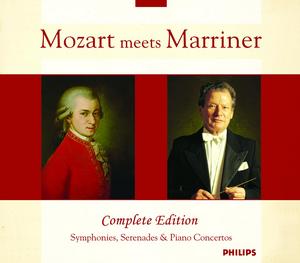 Mozart meets Marriner
Complete Edition
Symphonies, Serenades & Piano Concertos
PHILIPS